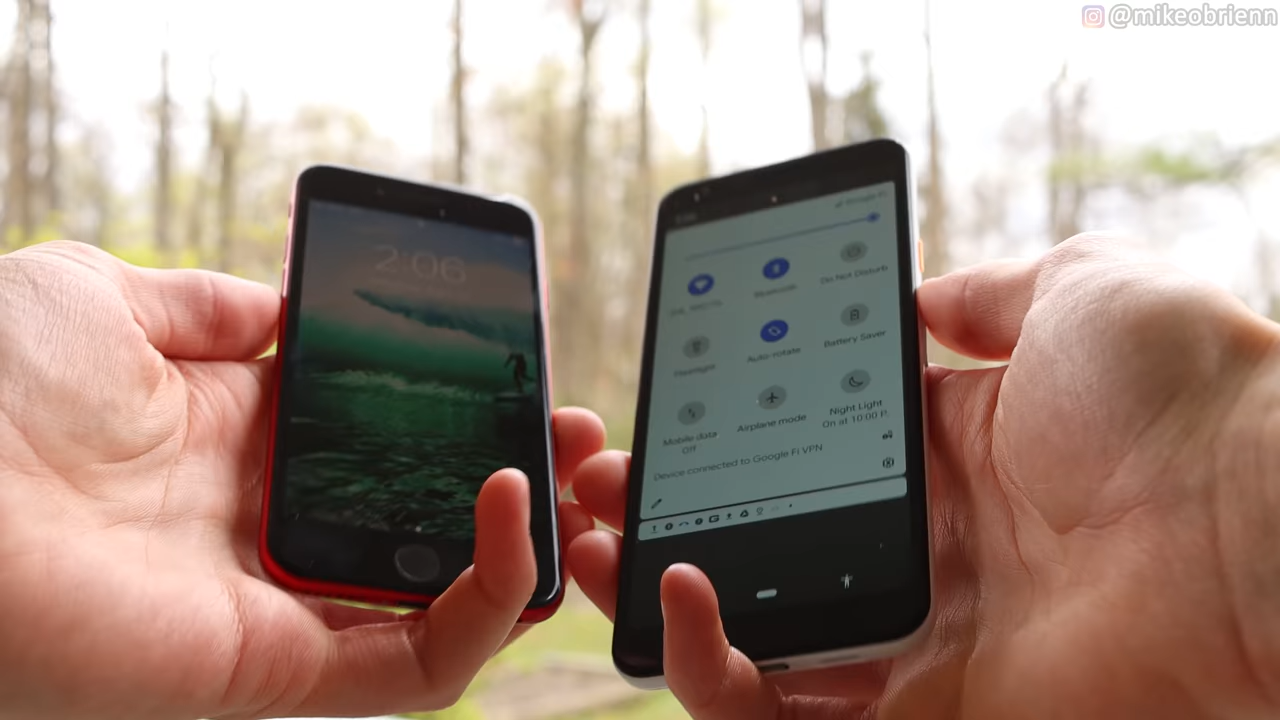 @mikeobrienn
2:06
Do Not Disturb
Bluetooth
Battery Saver
Auto-rotate
Flashlight
Night Light
On at 10:00 P.
Airplane mode
Mobile data
Off
Device connected to Google Fi VPN